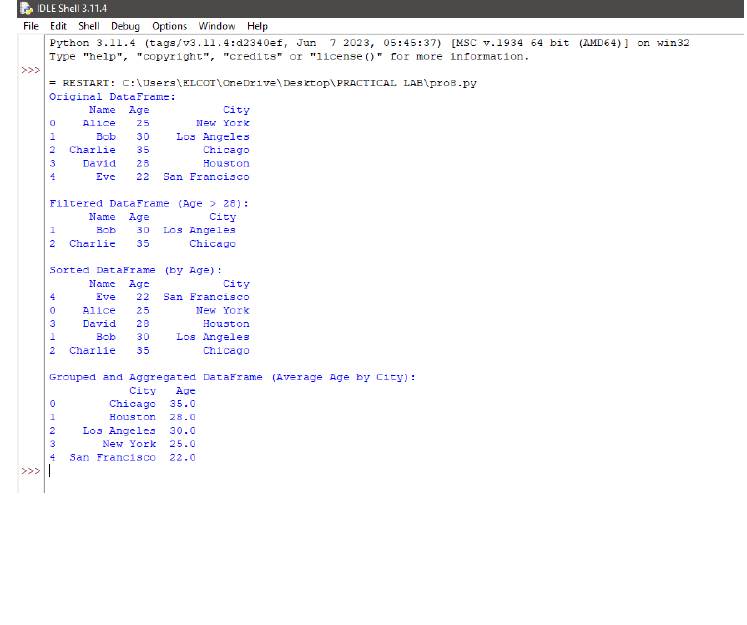 IDLE Shell 3.11.4
File Edit Shell Debug Options Window Help
Python 3.11.4 (tags/v3.11.4:d2340ef, Jun  7 2023, 05:45:37) [MSC v.1934 64 bit (AMD64)] on win32
Type "help", "copyright", "credits" or "license()" for more information.
>>>
= RESTART: C:\Users\ELCOT\OneDrive\Desktop\PRACTICAL LAB\pro8.py
Original DataFrame:
      Name  Age           City
0    Alice   25       New York
1      Bob   30    Los Angeles
2  Charlie   35        Chicago
3    David   28        Houston
4      Eve   22  San Francisco
Filtered DataFrame (Age > 28):
      Name  Age         City
1      Bob   30  Los Angeles
2  Charlie   35      Chicago
Sorted DataFrame (by Age):
      Name  Age           City
4      Eve   22  San Francisco
0    Alice   25       New York
3    David   28        Houston
1      Bob   30    Los Angeles
2  Charlie   35        Chicago
Grouped and Aggregated DataFrame (Average Age by City):
            City   Age
0        Chicago  35.0
1        Houston  28.0
2    Los Angeles  30.0
3       New York  25.0
4  San Francisco  22.0
>>>